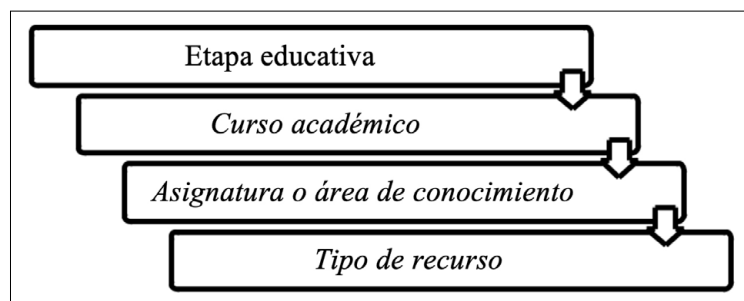 Etapa educativa
Curso académico
Asignatura o área de conocimiento
Tipo de recurso